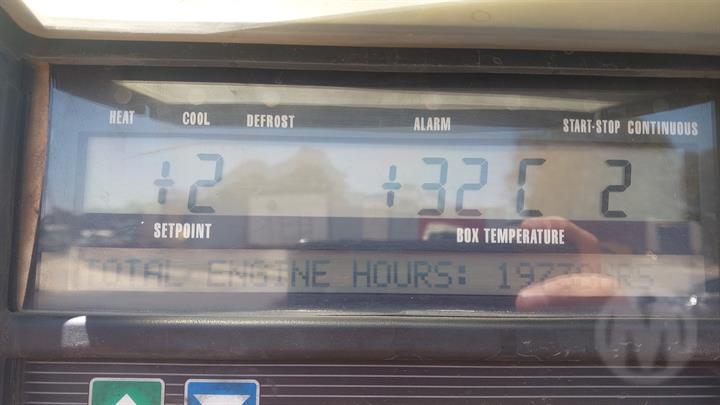 HEAT COOL DEFROST ALARM START-STOP CONTINUOUS
+2 +32 C 2
SETPOINT BOX TEMPERATURE
TOTAL ENGINE HOURS:
M